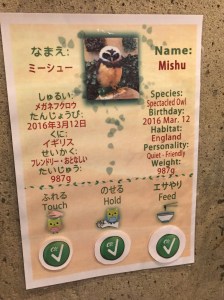 なまえ:
ミーシュー
Name:
Mishu
しゅるい:
メガネフクロウ
たんじょうび:
2016年3月12日
くに:
イギリス
せいかく:
フレンドリー・おとなしい
たいじゅう:
987g
Species:
Spectacled Owl
Birthday:
2016 Mar. 12
Habitat:
England
Personality:
Quiet - Friendly
Weight:
987g
ふれる
Touch
のせる
Hold
エサやり
Feed